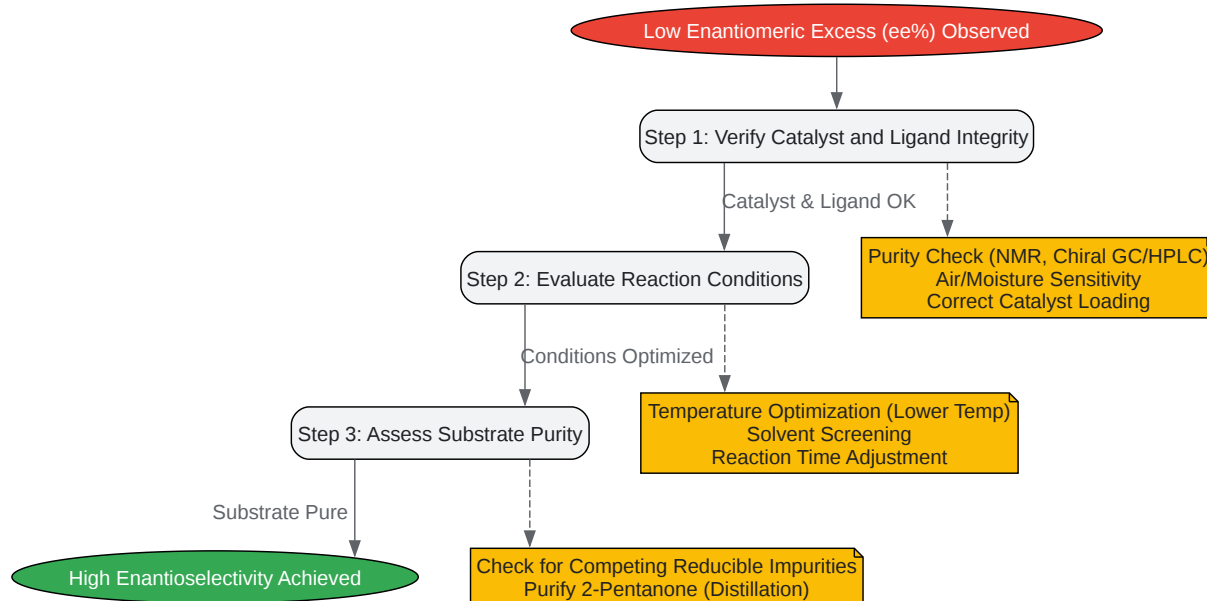 Low Enantiomeric Excess (ee%) Observed
Step 1: Verify Catalyst and Ligand Integrity
Catalyst & Ligand OK
Purity Check (NMR, Chiral GC/HPLC)
Air/Moisture Sensitivity
Correct Catalyst Loading
Step 2: Evaluate Reaction Conditions
Conditions Optimized
Temperature Optimization (Lower Temp)
Solvent Screening
Reaction Time Adjustment
Step 3: Assess Substrate Purity
Substrate Pure
Check for Competing Reducible Impurities
Purify 2-Pentanone (Distillation)
High Enantioselectivity Achieved